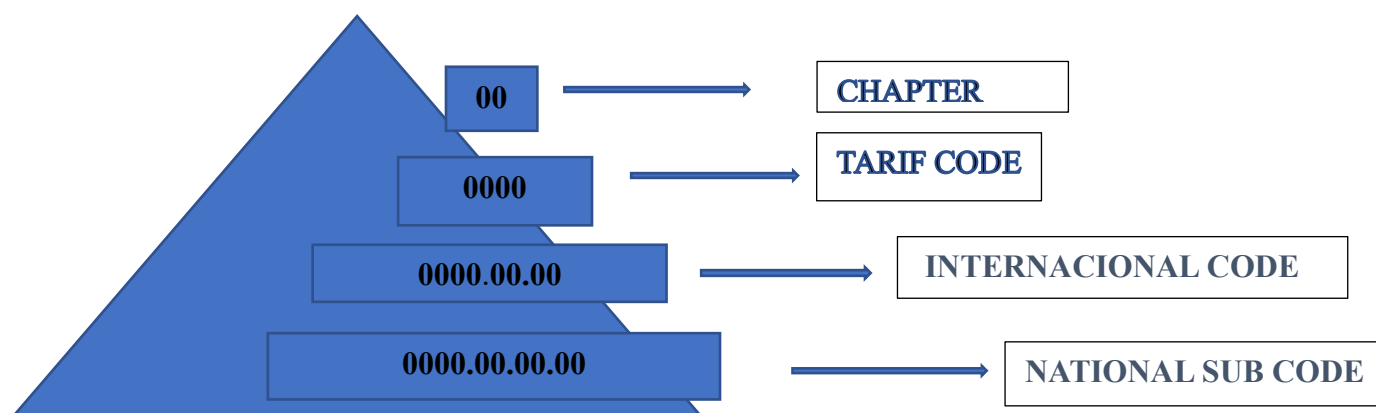 00
CHAPTER
0000
TARIF CODE
0000.00.00
INTERNACIONAL CODE
0000.00.00.00
NATIONAL SUB CODE